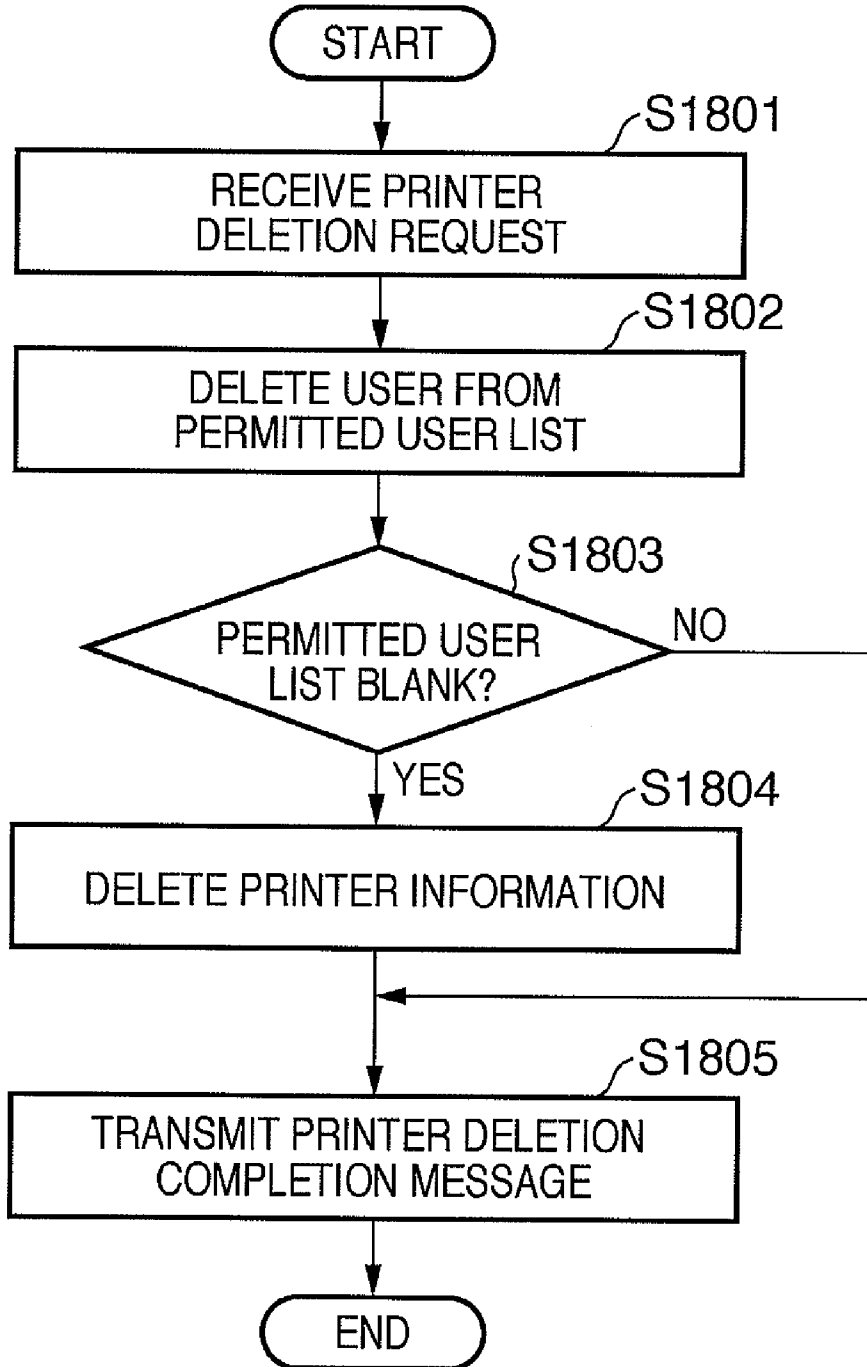 START
S1801
RECEIVE PRINTER
DELETION REQUEST
S1802
DELETE USER FROM
PERMITTED USER LIST
S1803
PERMITTED USER
LIST BLANK?
NO
YES
S1804
DELETE PRINTER INFORMATION
S1805
TRANSMIT PRINTER DELETION
COMPLETION MESSAGE
END